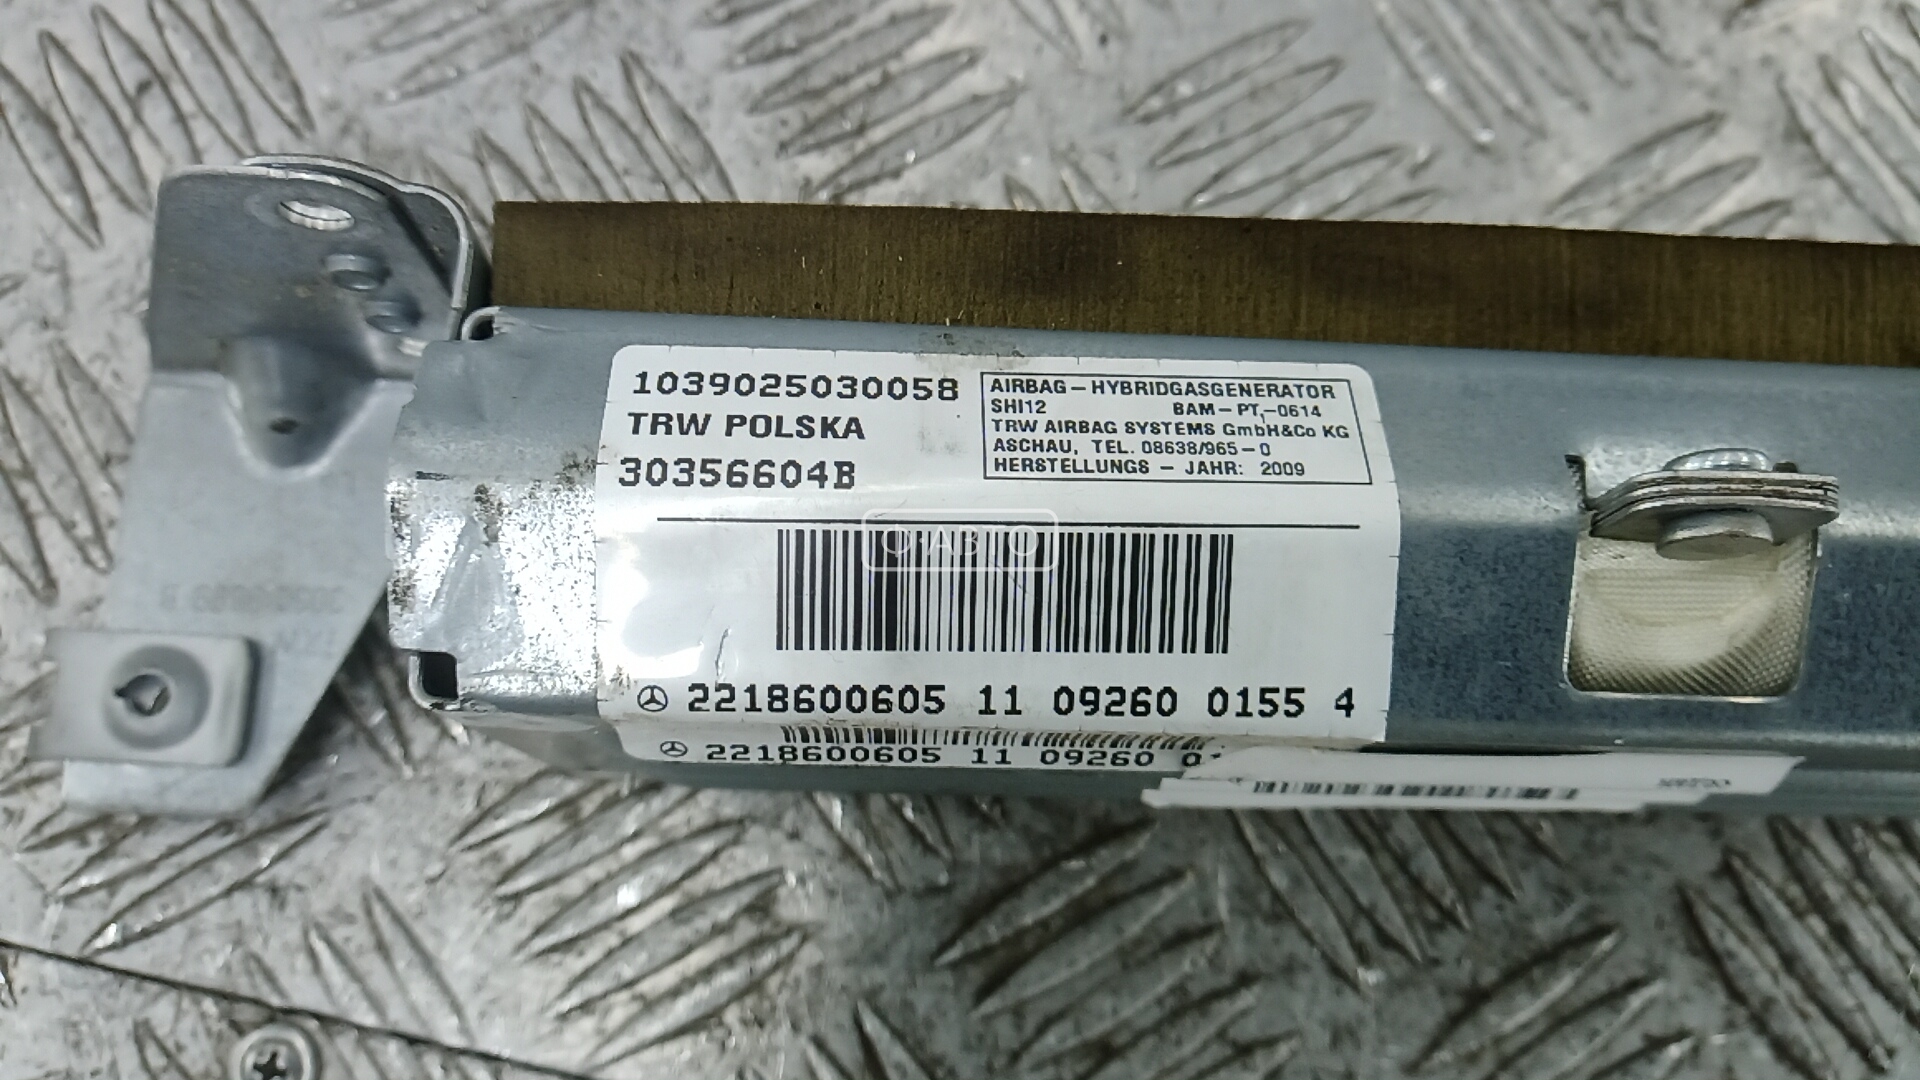 1039025030058
TRW POLSKA
30356604B
AIRBAG – HYBRIDGASGENERATOR
SHI12 BAM – PT,–0614
TRW AIRBAG SYSTEMS GmbH&Co KG
ASCHAU, TEL. 08638/965–0
HERSTELLUNGS – JAHR: 2009
АВТО
2218600605 11 09260 0155 4
2218600605 11 09260